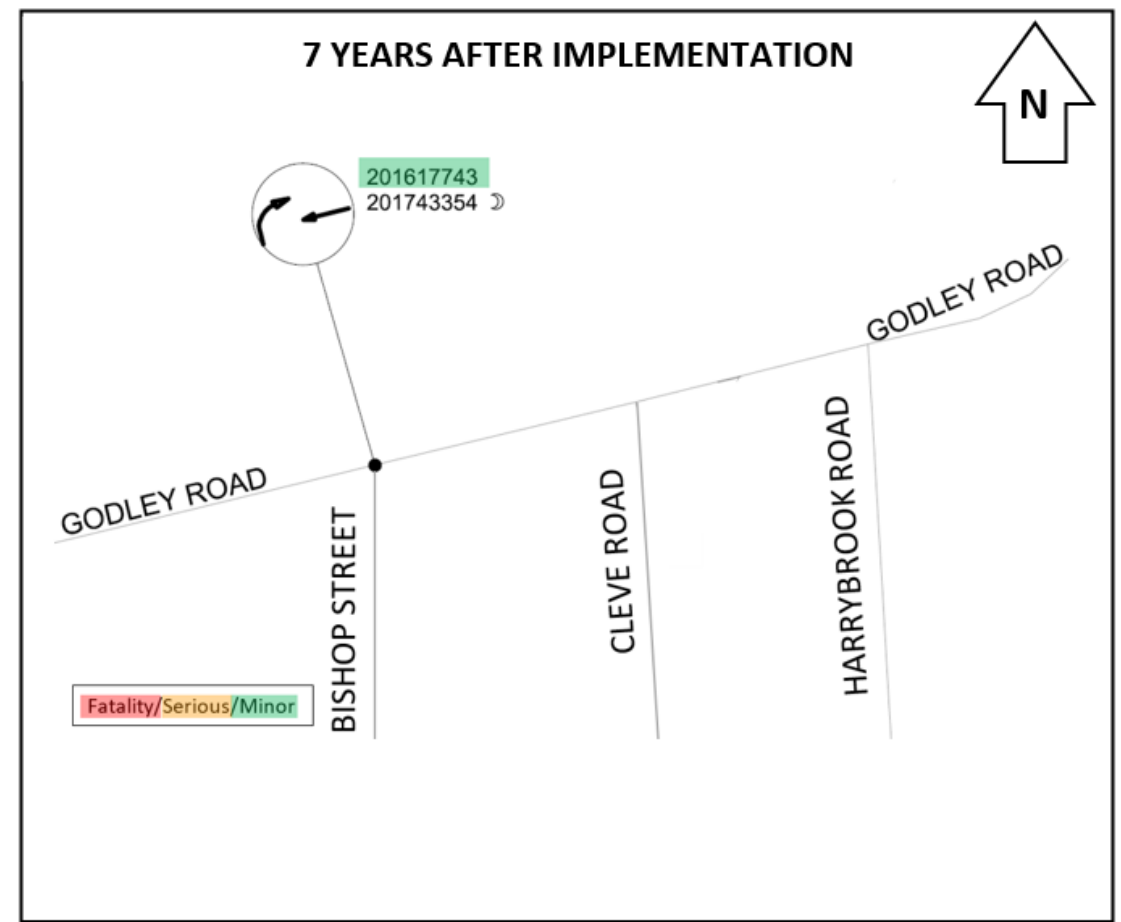 7 YEARS AFTER IMPLEMENTATION
N
201617743
201743354 ☽
GODLEY ROAD
GODLEY ROAD
BISHOP STREET
CLEVE ROAD
HARRYBROOK ROAD
Fatality/Serious/Minor